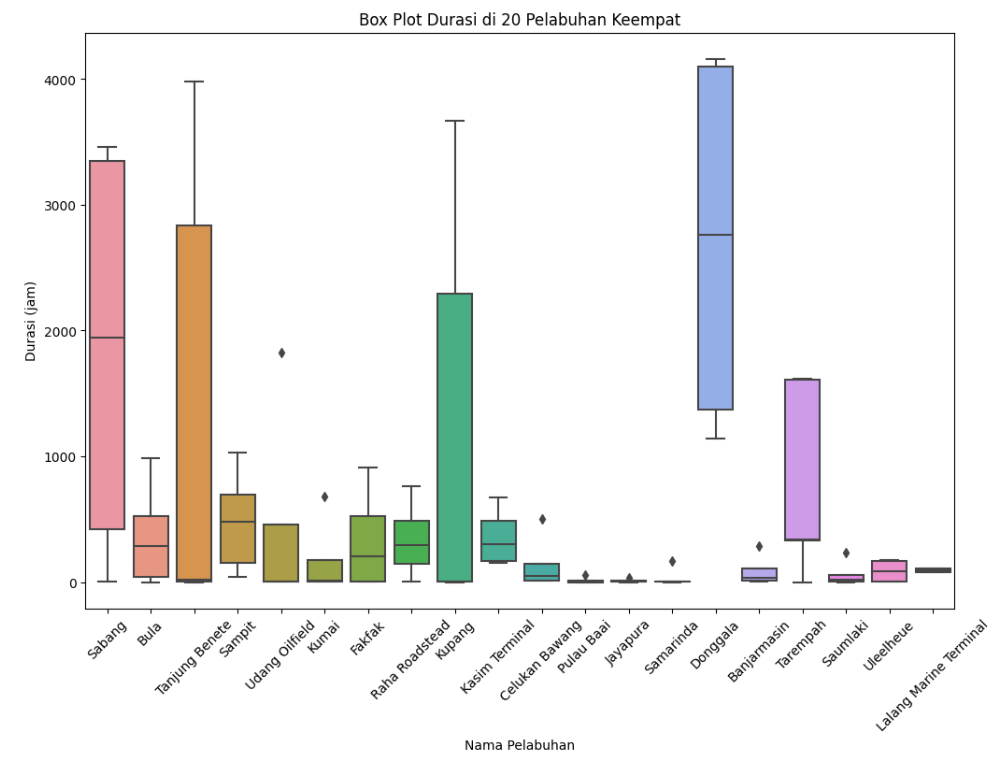 Box Plot Durasi di 20 Pelabuhan Keempat
Durasi (jam)
4000
3000
2000
1000
0
Sabang
Bula
Tanjung Benete
Sampit
Udang Oilfield
Kumai
Fakfak
Raha Roadstead
Kupang
Kasim Terminal
Celukan Bawang
Pulau Baai
Jayapura
Samarinda
Donggala
Banjarmasin
Tarempah
Saumlaki
Uleelheue
Lalang Marine Terminal
Nama Pelabuhan